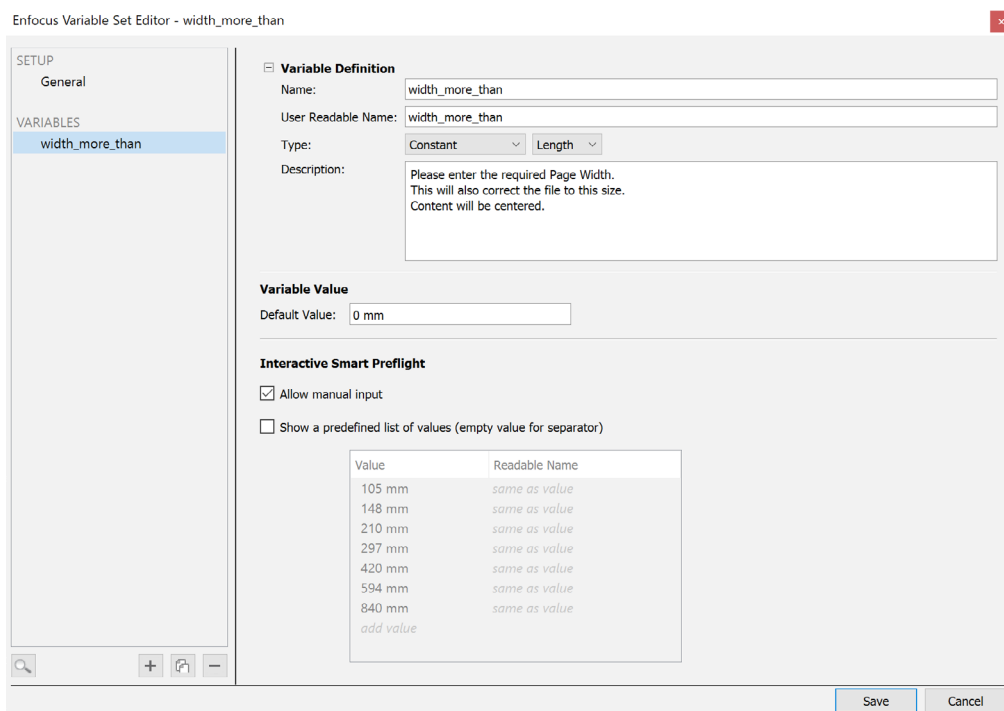 Enfocus Variable Set Editor - width_more_than
SETUP
General
VARIABLES
width_more_than
Variable Definition
Name: width_more_than
User Readable Name: width_more_than
Type: Constant Length
Description: Please enter the required Page Width.
This will also correct the file to this size.
Content will be centered.
Variable Value
Default Value: 0 mm
Interactive Smart Preflight
Allow manual input
Show a predefined list of values (empty value for separator)
Value Readable Name
105 mm same as value
148 mm same as value
210 mm same as value
297 mm same as value
420 mm same as value
594 mm same as value
840 mm same as value
add value
Save Cancel